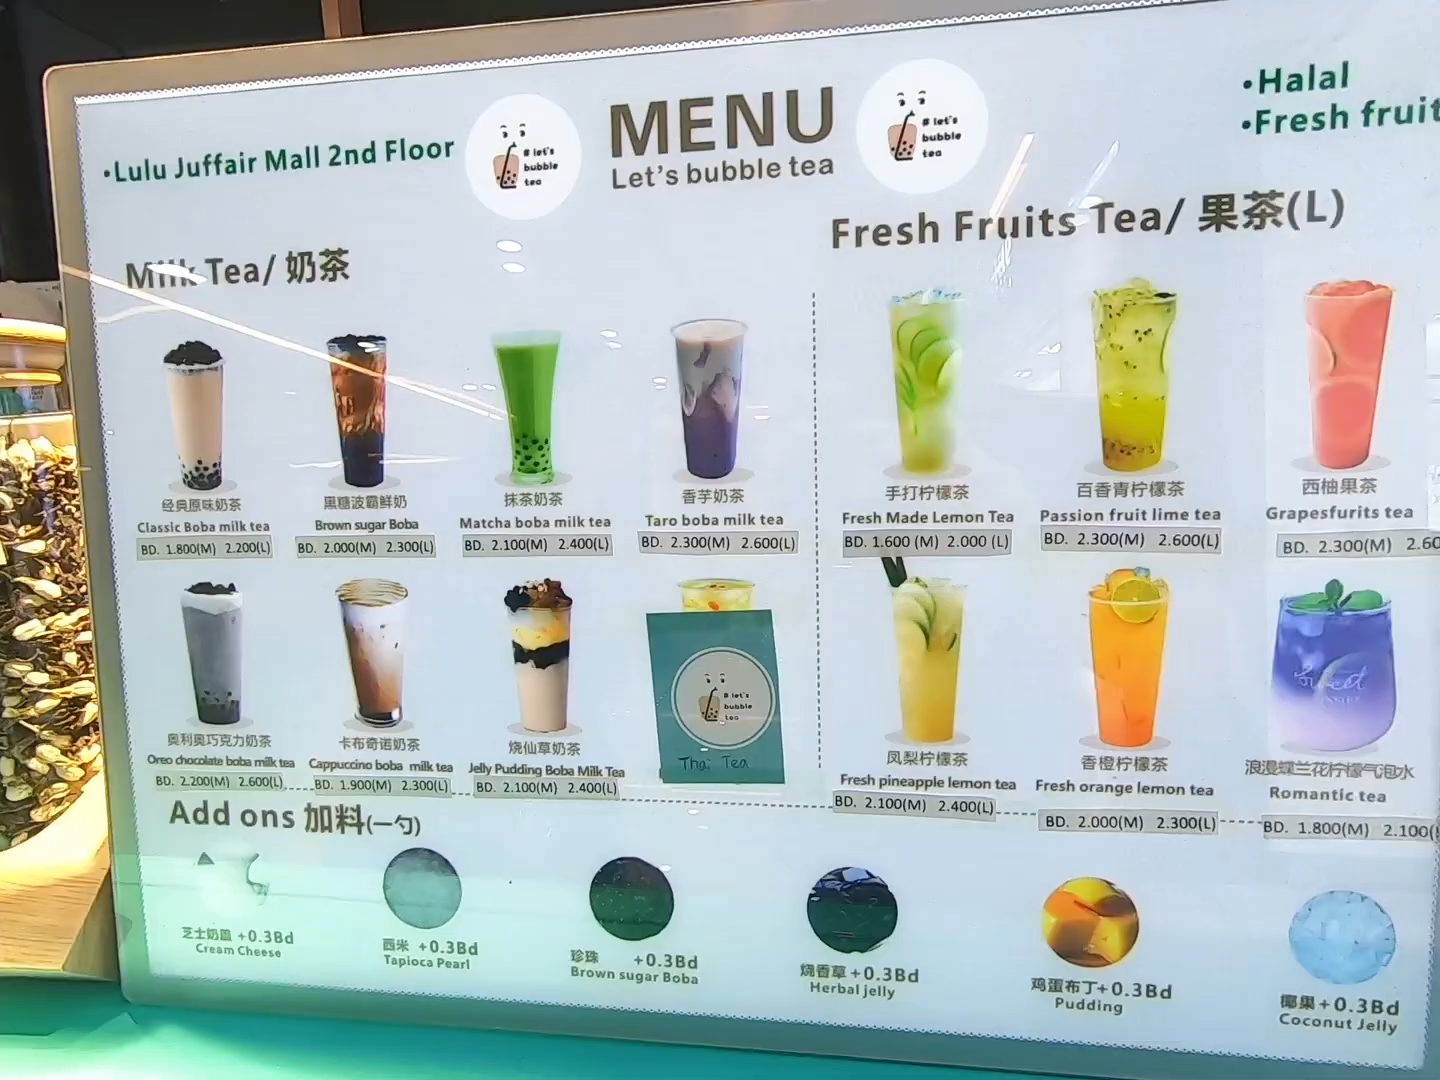 •Lulu Juffair Mall 2nd Floor
# let's
bubble
tea
MENU
Let's bubble tea
# let's
bubble
tea
•Halal
•Fresh fruit
Milk Tea/ 奶茶
Fresh Fruits Tea/ 果茶(L)
经典原味奶茶
Classic Boba milk tea
BD. 1.800(M) 2.200(L)
黑糖波霸鲜奶
Brown sugar Boba
BD. 2.000(M) 2.300(L)
抹茶奶茶
Matcha boba milk tea
BD. 2.100(M) 2.400(L)
香芋奶茶
Taro boba milk tea
BD. 2.300(M) 2.600(L)
手打柠檬茶
Fresh Made Lemon Tea
BD. 1.600 (M) 2.000 (L)
百香青柠檬茶
Passion fruit lime tea
BD. 2.300(M) 2.600(L)
西柚果茶
Grapesfurits tea
BD. 2.300(M) 2.60
奥利奥巧克力奶茶
Oreo chocolate boba milk tea
BD. 2.200(M) 2.600(L)
卡布奇诺奶茶
Cappuccino boba milk tea
BD. 1.900(M) 2.300(L)
烧仙草奶茶
Jelly Pudding Boba Milk Tea
BD. 2.100(M) 2.400(L)
# let's
bubble
tea
Thai Tea
凤梨柠檬茶
Fresh pineapple lemon tea
BD. 2.100(M) 2.400(L)
香橙柠檬茶
Fresh orange lemon tea
BD. 2.000(M) 2.300(L)
浪漫蝶兰花柠檬气泡水
Romantic tea
BD. 1.800(M) 2.100(
Add ons 加料(一勺)
芝士奶盖 +0.3Bd
Cream Cheese
西米 +0.3Bd
Tapioca Pearl
珍珠 +0.3Bd
Brown sugar Boba
烧香草 +0.3Bd
Herbal jelly
鸡蛋布丁+0.3Bd
Pudding
椰果+0.3Bd
Coconut Jelly